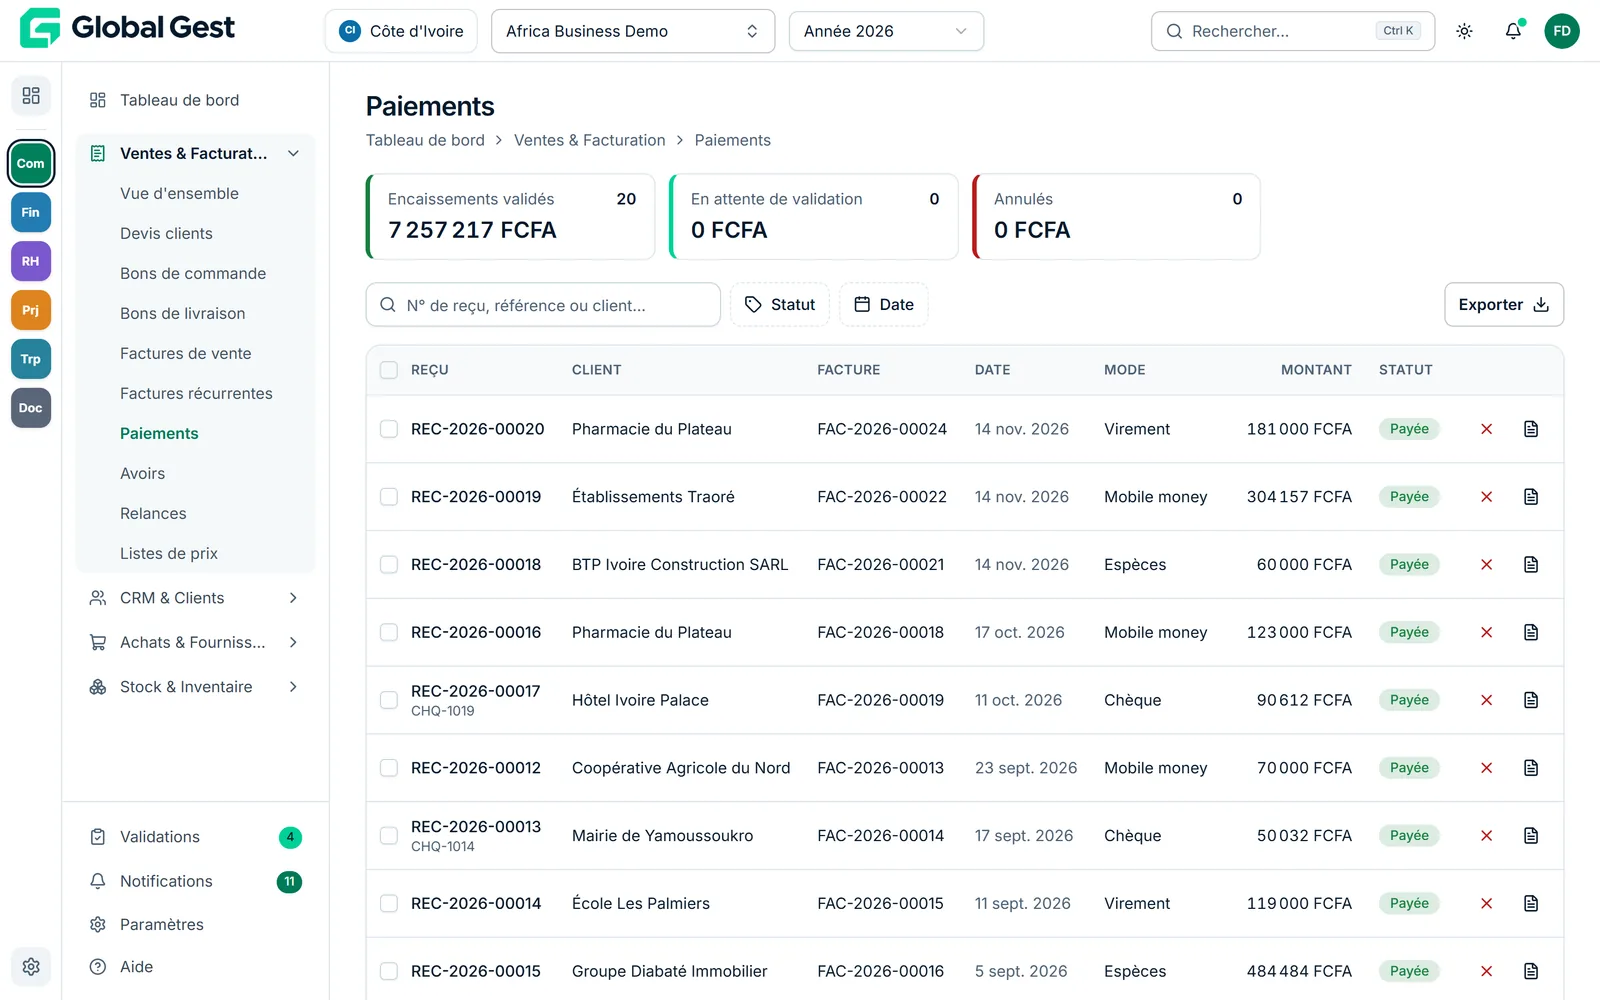 Global Gest
CI Côte d'Ivoire
Africa Business Demo
Année 2026
Rechercher... Ctrl K
FD
Com
Fin
RH
Prj
Trp
Doc
Tableau de bord
Ventes & Facturat...
Vue d'ensemble
Devis clients
Bons de commande
Bons de livraison
Factures de vente
Factures récurrentes
Paiements
Avoirs
Relances
Listes de prix
CRM & Clients
Achats & Fourniss...
Stock & Inventaire
Validations 4
Notifications 11
Paramètres
Aide
Paiements
Tableau de bord > Ventes & Facturation > Paiements
Encaissements validés 20
7 257 217 FCFA
En attente de validation 0
0 FCFA
Annulés 0
0 FCFA
N° de reçu, référence ou client...
Statut
Date
Exporter
REÇU CLIENT FACTURE DATE MODE MONTANT STATUT
REC-2026-00020 Pharmacie du Plateau FAC-2026-00024 14 nov. 2026 Virement 181 000 FCFA Payée
REC-2026-00019 Établissements Traoré FAC-2026-00022 14 nov. 2026 Mobile money 304 157 FCFA Payée
REC-2026-00018 BTP Ivoire Construction SARL FAC-2026-00021 14 nov. 2026 Espèces 60 000 FCFA Payée
REC-2026-00016 Pharmacie du Plateau FAC-2026-00018 17 oct. 2026 Mobile money 123 000 FCFA Payée
REC-2026-00017 Hôtel Ivoire Palace FAC-2026-00019 11 oct. 2026 Chèque 90 612 FCFA Payée
CHQ-1019
REC-2026-00012 Coopérative Agricole du Nord FAC-2026-00013 23 sept. 2026 Mobile money 70 000 FCFA Payée
REC-2026-00013 Mairie de Yamoussoukro FAC-2026-00014 17 sept. 2026 Chèque 50 032 FCFA Payée
CHQ-1014
REC-2026-00014 École Les Palmiers FAC-2026-00015 11 sept. 2026 Virement 119 000 FCFA Payée
REC-2026-00015 Groupe Diabaté Immobilier FAC-2026-00016 5 sept. 2026 Espèces 484 484 FCFA Payée